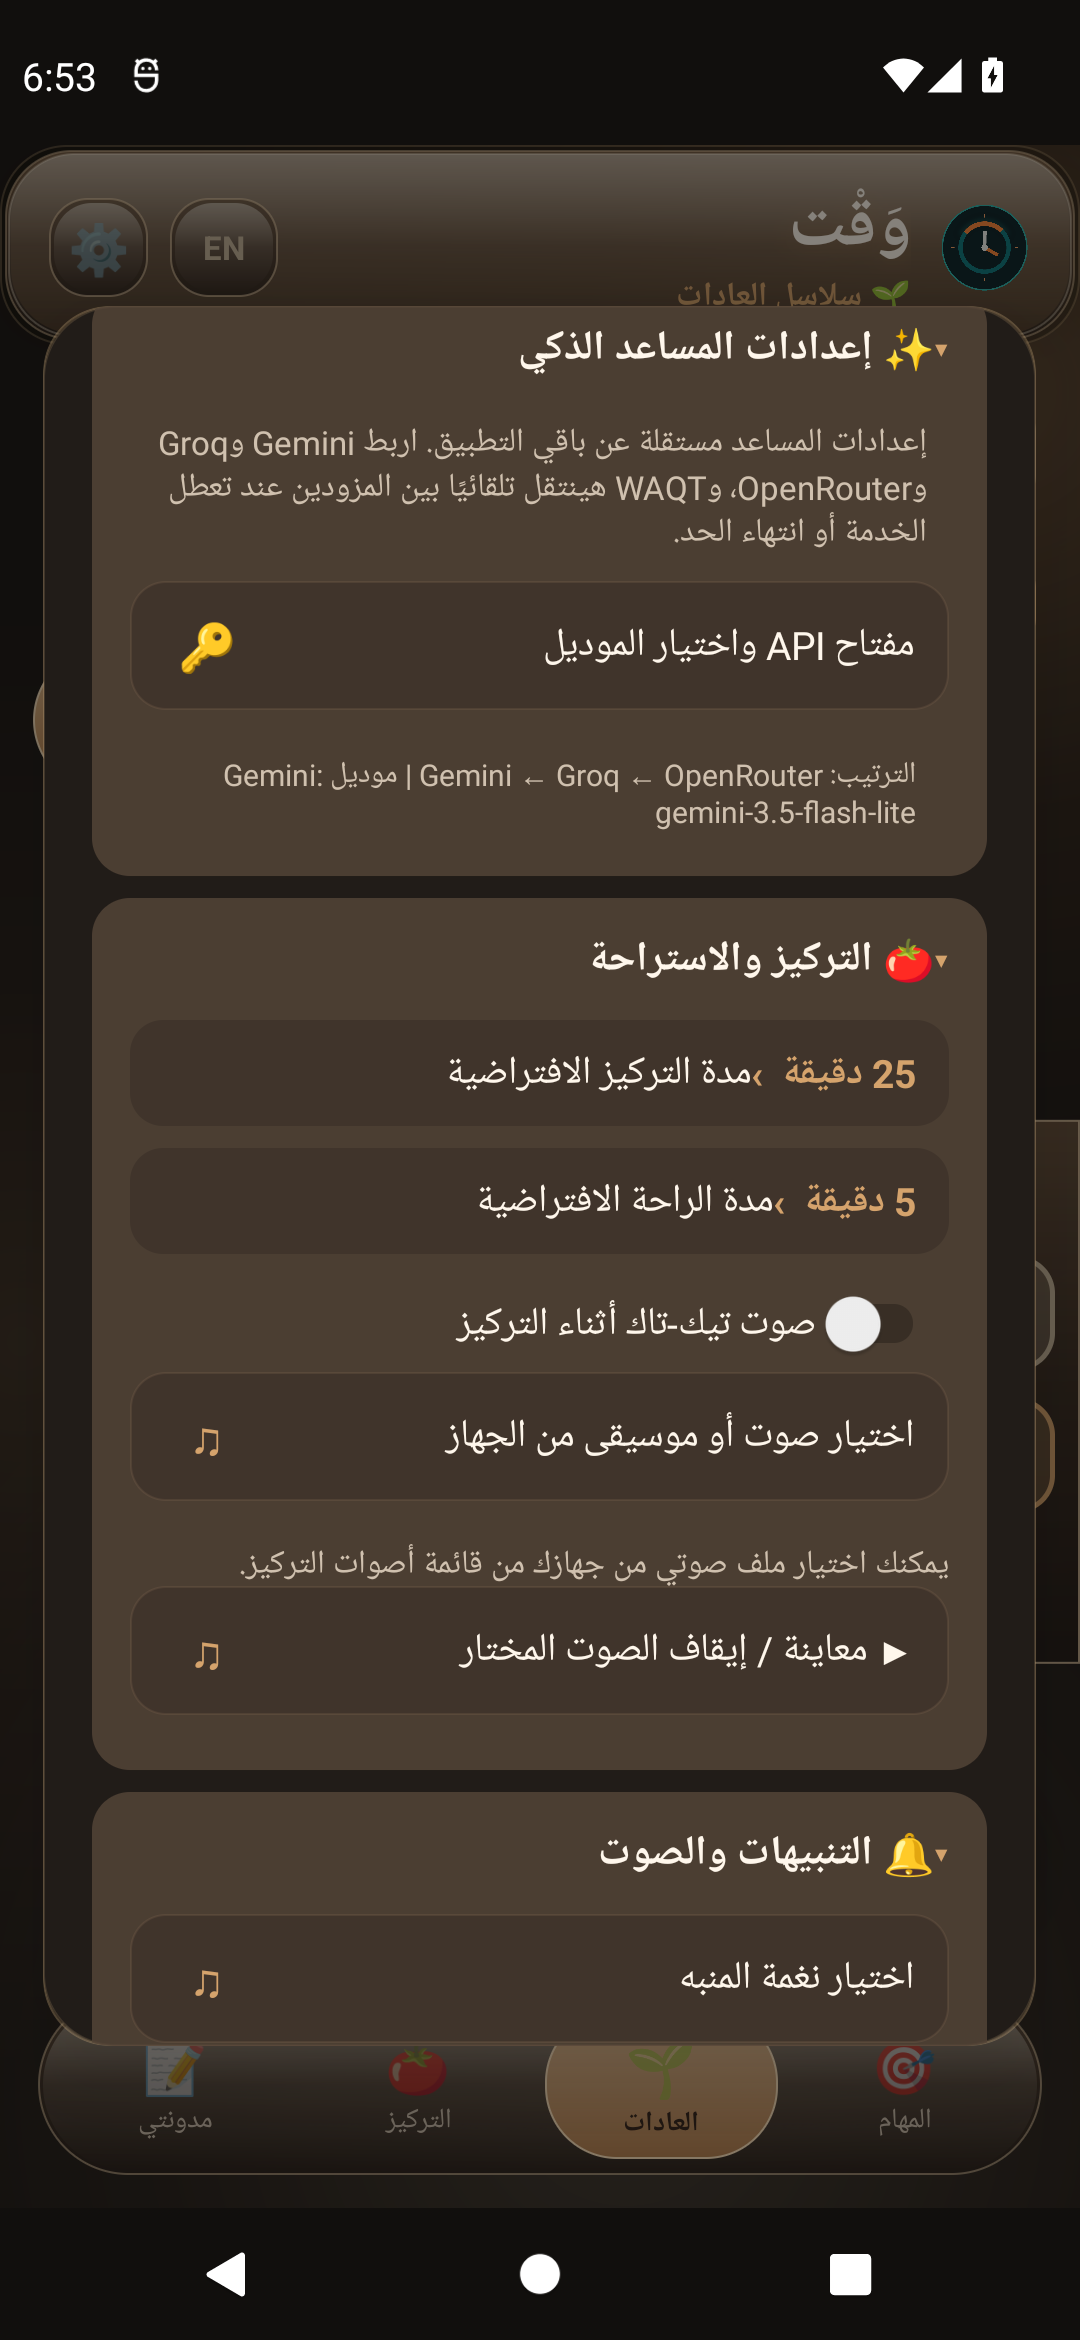 6:53
وَقْت
EN
🌱 سلاسل العادات
▾✨ إعدادات المساعد الذكي
إعدادات المساعد مستقلة عن باقي التطبيق. اربط Gemini وGroq
وOpenRouter، وWAQT هينتقل تلقائيًا بين المزودين عند تعطل
الخدمة أو انتهاء الحد.
مفتاح API واختيار الموديل 🔑
الترتيب: Gemini ← Groq ← OpenRouter | موديل Gemini:
gemini-3.5-flash-lite
▾🍅 التركيز والاستراحة
25 دقيقة ‹مدة التركيز الافتراضية
5 دقيقة ‹مدة الراحة الافتراضية
صوت تيك-تاك أثناء التركيز
اختيار صوت أو موسيقى من الجهاز ♫
يمكنك اختيار ملف صوتي من جهازك من قائمة أصوات التركيز.
▶ معاينة / إيقاف الصوت المختار ♫
▾🔔 التنبيهات والصوت
اختيار نغمة المنبه ♫
المهام
العادات
التركيز
مدونتي